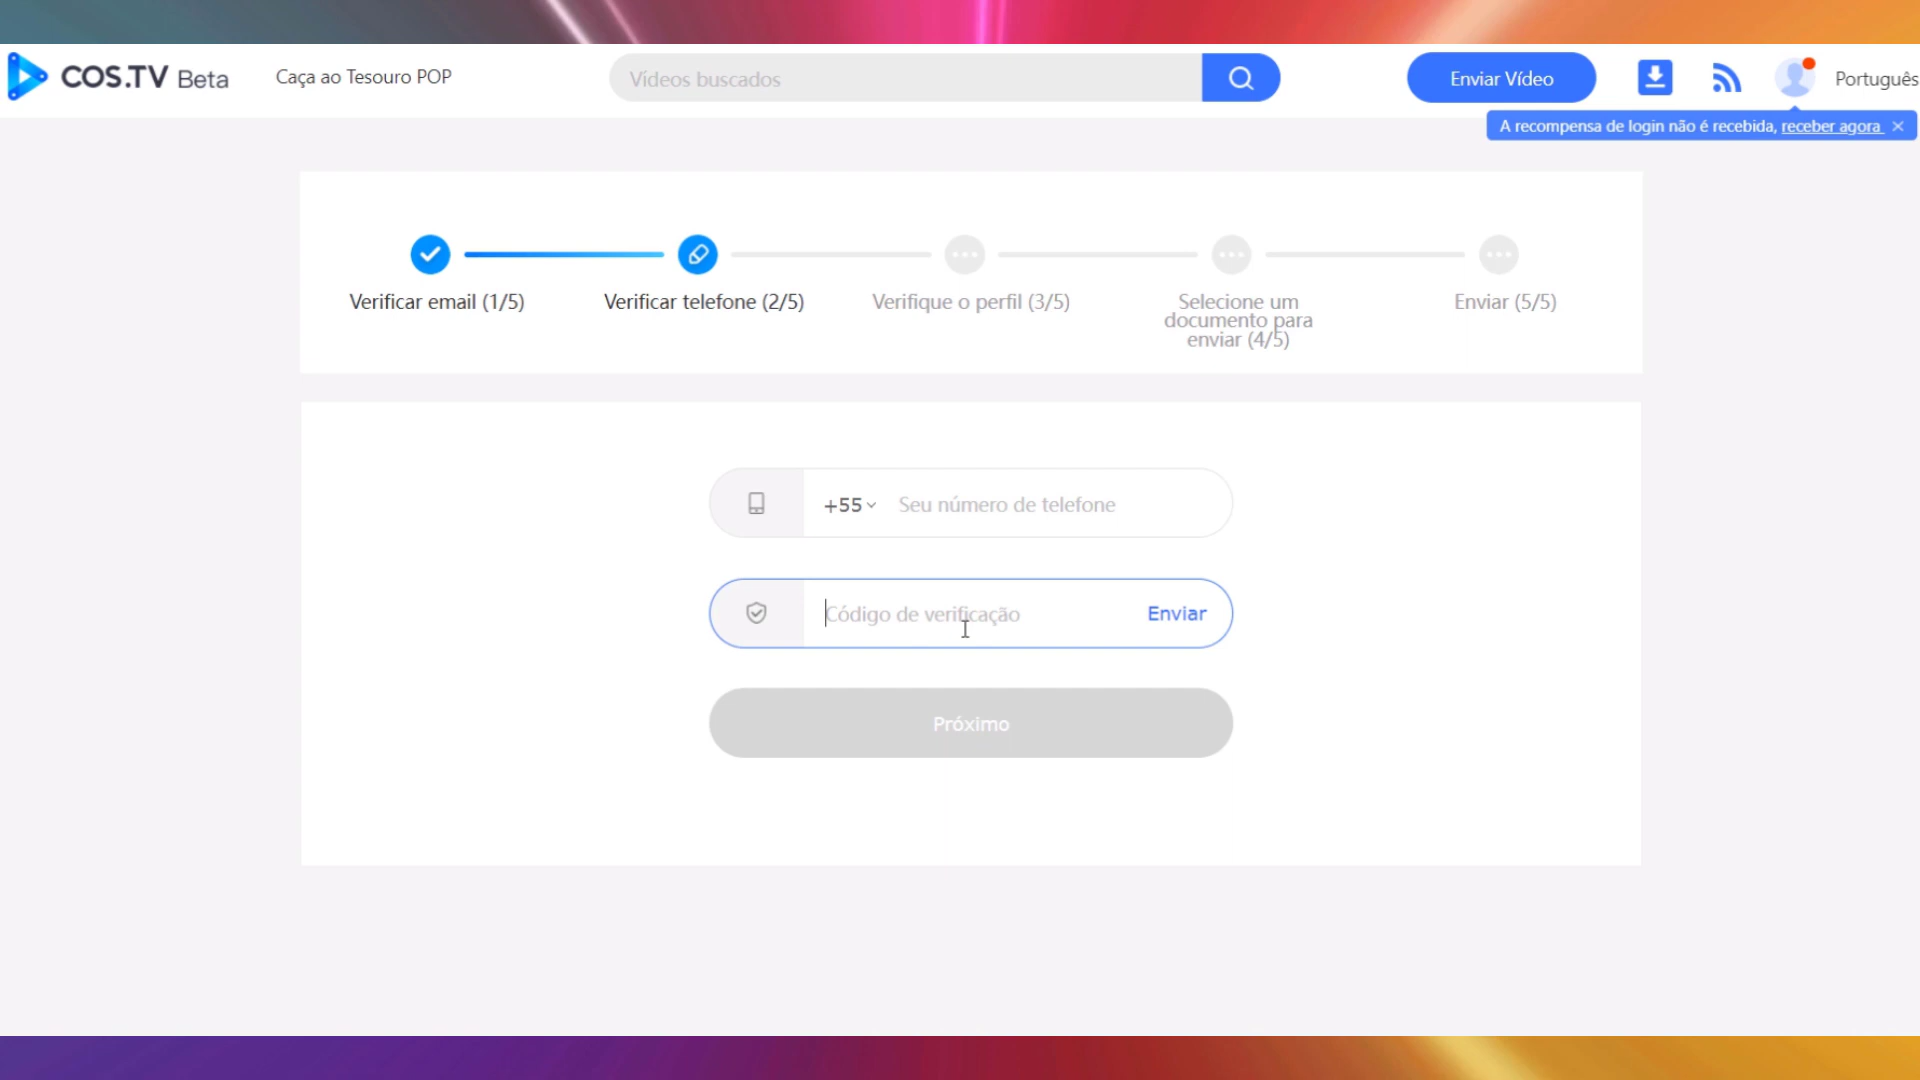 COS.TV Beta
Caça ao Tesouro POP
Vídeos buscados
Enviar Vídeo
Português
A recompensa de login não é recebida, receber agora ×
Verificar email (1/5)
Verificar telefone (2/5)
Verifique o perfil (3/5)
Selecione um
documento para
enviar (4/5)
Enviar (5/5)
+55
Seu número de telefone
Código de verificação
Enviar
Próximo